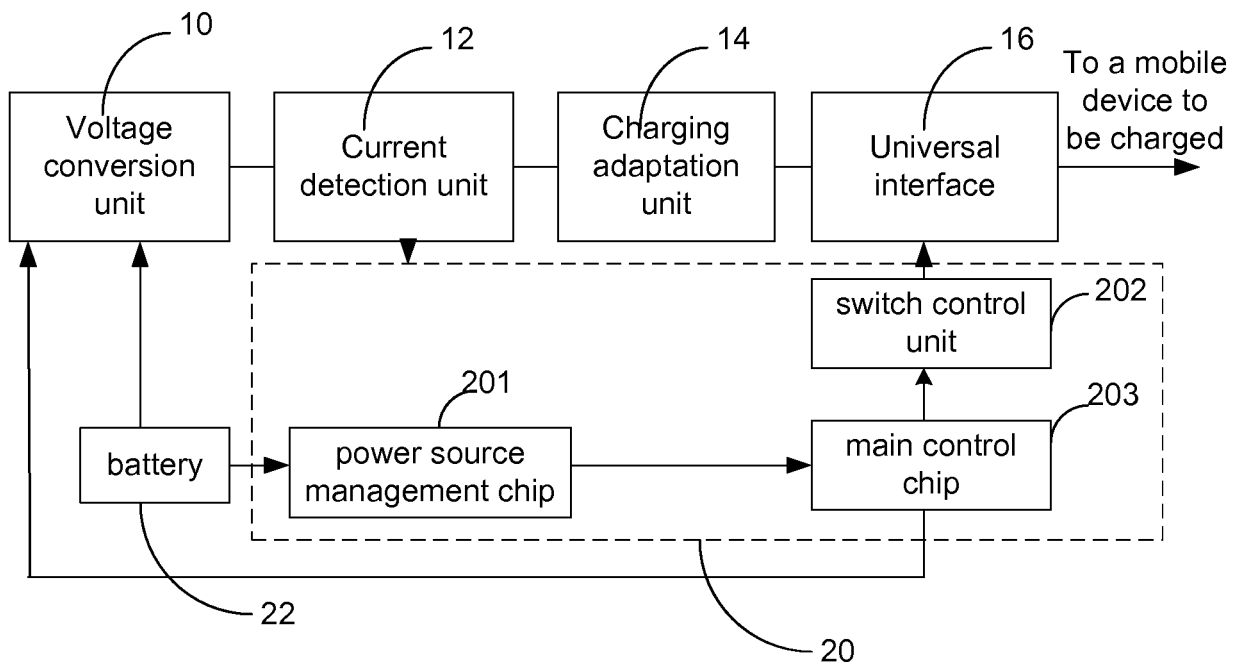 10
12
14
16
Voltage
conversion
unit
Current
detection unit
Charging
adaptation
unit
Universal
interface
To a mobile
device to
be charged
switch control
unit
202
201
203
battery
power source
management chip
main control
chip
22
20